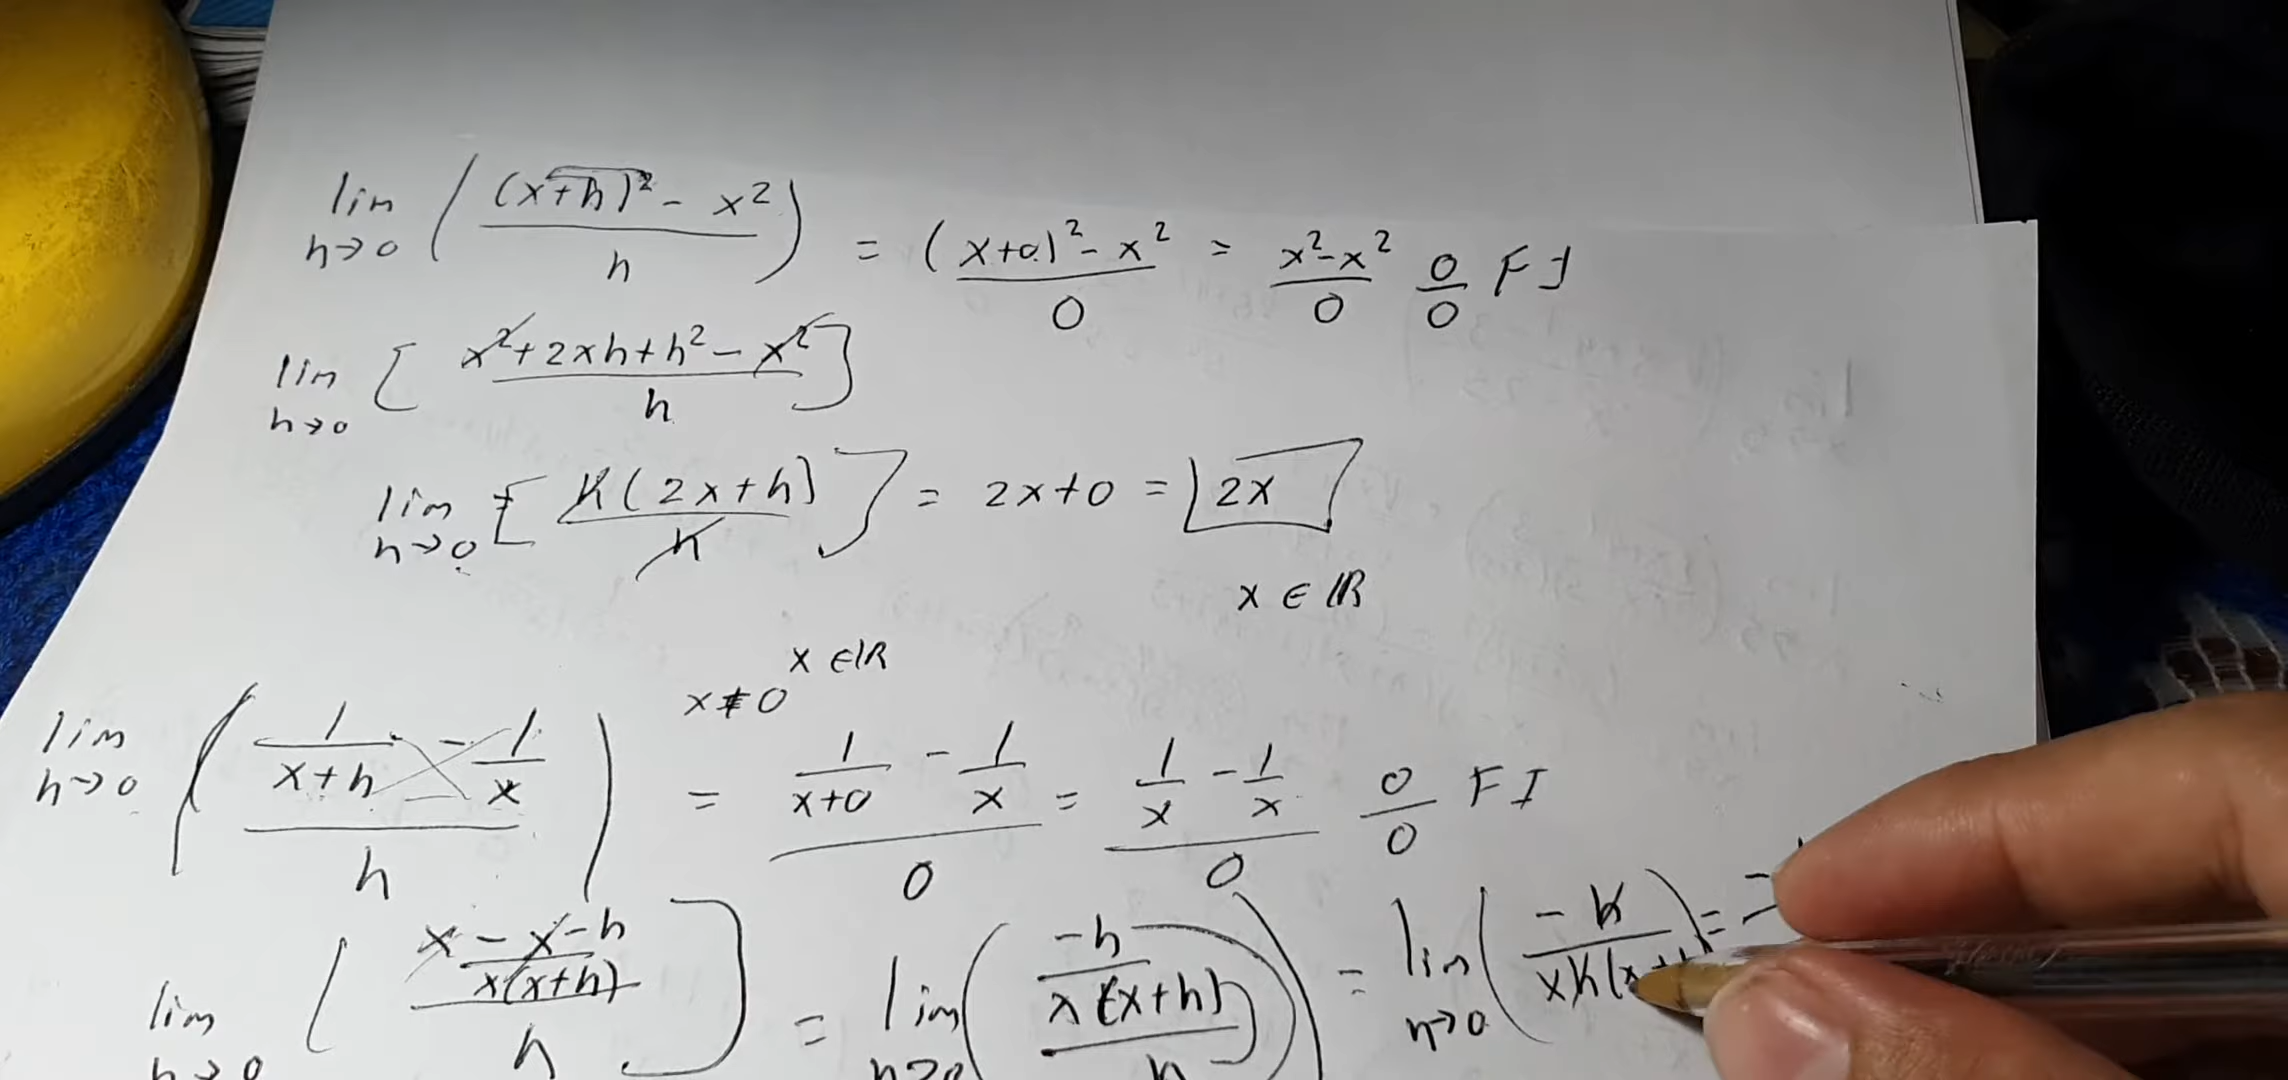 lim h→0 ( ((x+h)² - x²) / h ) = ((x+0)² - x²) / 0 = (x² - x²) / 0 0/0 FI
lim h→0 [ (x² + 2xh + h² - x²) / h ]
lim h→0 [ h(2x+h) / h ] = 2x+0 = 2x
x ∈ ℝ
x ∈ ℝ
x ≠ 0
lim h→0 ( (1/(x+h) - 1/x) / h ) = (1/(x+0) - 1/x) / 0 = (1/x - 1/x) / 0 0/0 FI
lim h→0 [ ((x - x - h) / (x(x+h))) / h ] = lim h→0 ( (-h / (x(x+h))) / h ) = lim h→0 ( -h / (xh(x+ = -